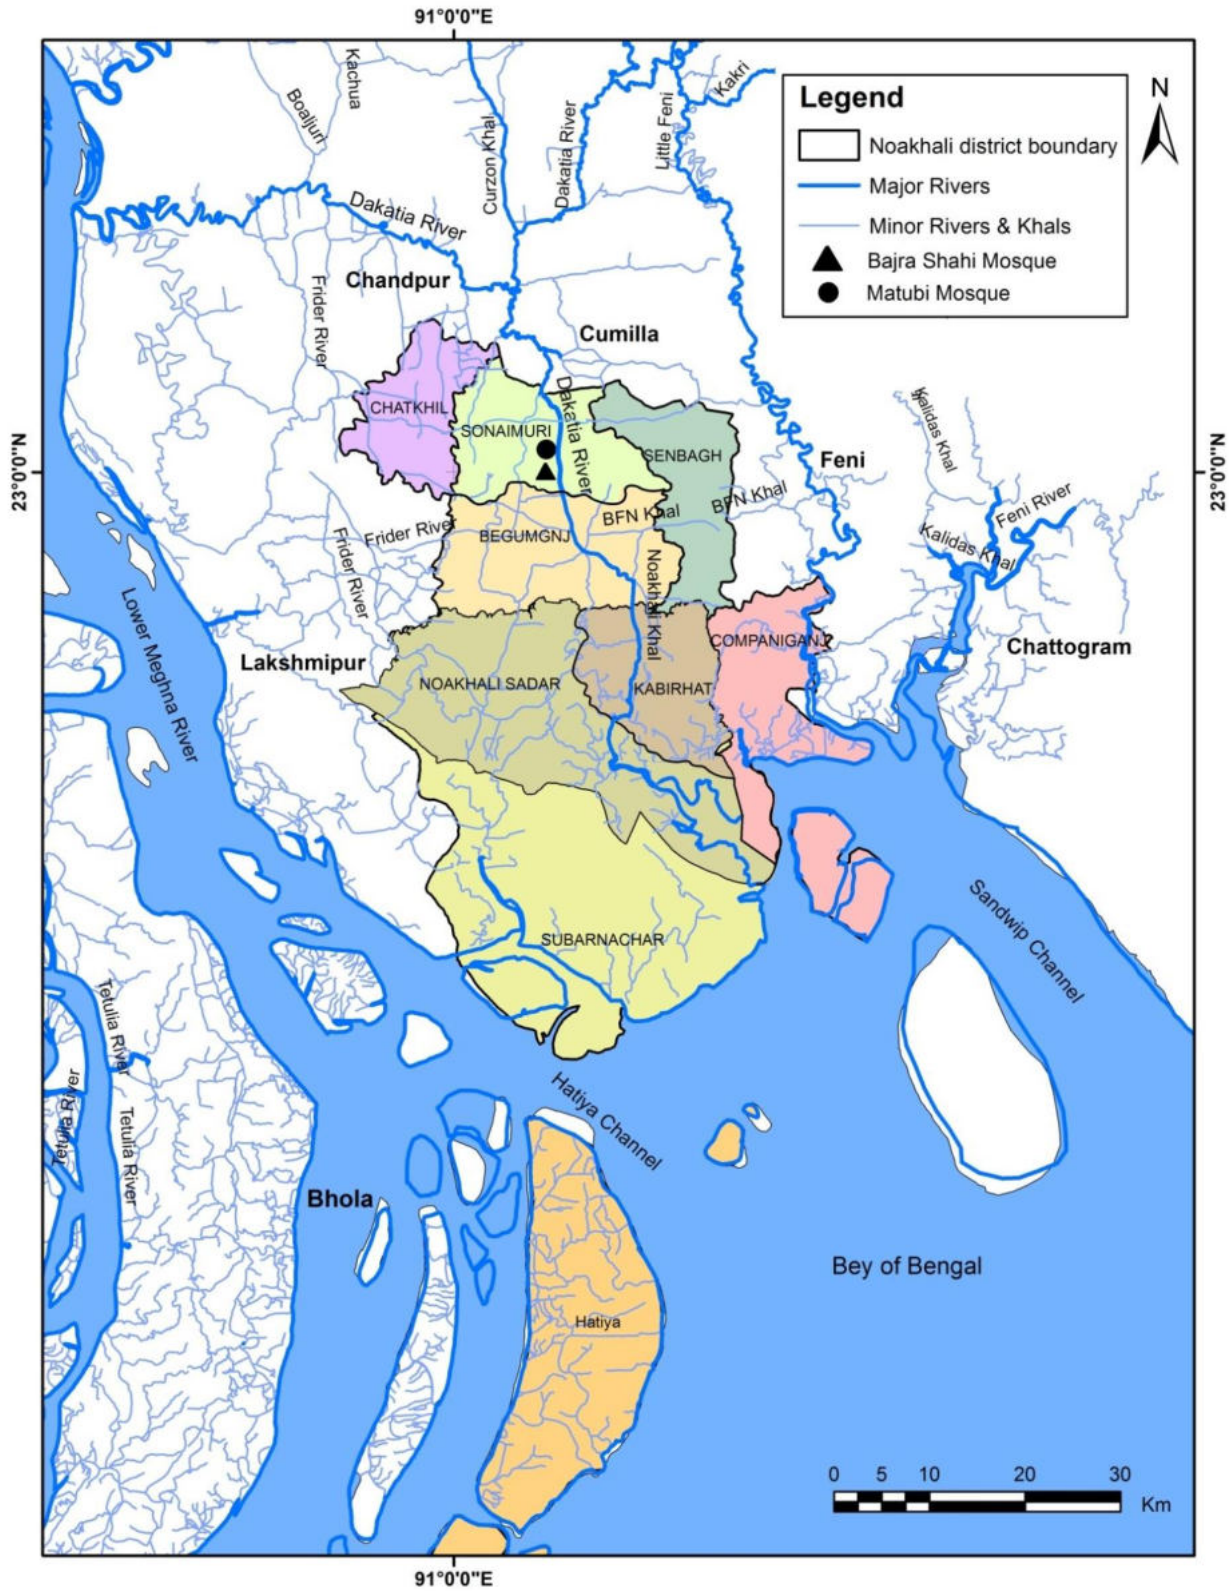 91°0'0"E
Kachua
Boaljuri
Curzon Khal
Dakatia River
Little Feni
Kakri
N
Legend
Noakhali district boundary
Major Rivers
Minor Rivers & Khals
Bajra Shahi Mosque
Matubi Mosque
Dakatia River
Chandpur
Frider River
Cumilla
CHATKHIL
SONAIMURI
Dakatia River
SENBAGH
Feni
Kalidas Khal
23°0'0"N
23°0'0"N
BFN Khal
BFN Khal
Feni River
Kalidas Khal
Frider River
BEGUMGNJ
Frider River
Noakhali Khal
Lower Meghna River
Lakshmipur
COMPANIGANJ
Chattogram
NOAKHALI SADAR
KABIRHAT
SUBARNACHAR
Sandwip Channel
Tetulia River
Tetulia River
Tetulia River
Hatiya Channel
Bhola
Bey of Bengal
Hatiya
0 5 10 20 30
Km
91°0'0"E